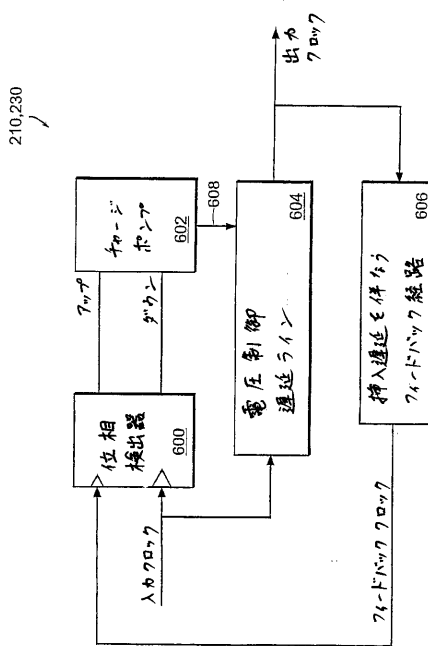 210,230
アップ
ダウン
チャージ
ポンプ
602
608
位相
検出器
600
入力クロック
電圧制御
遅延ライン
604
出力
クロック
挿入遅延を伴なう
フィードバック経路
606
フィードバッククロック